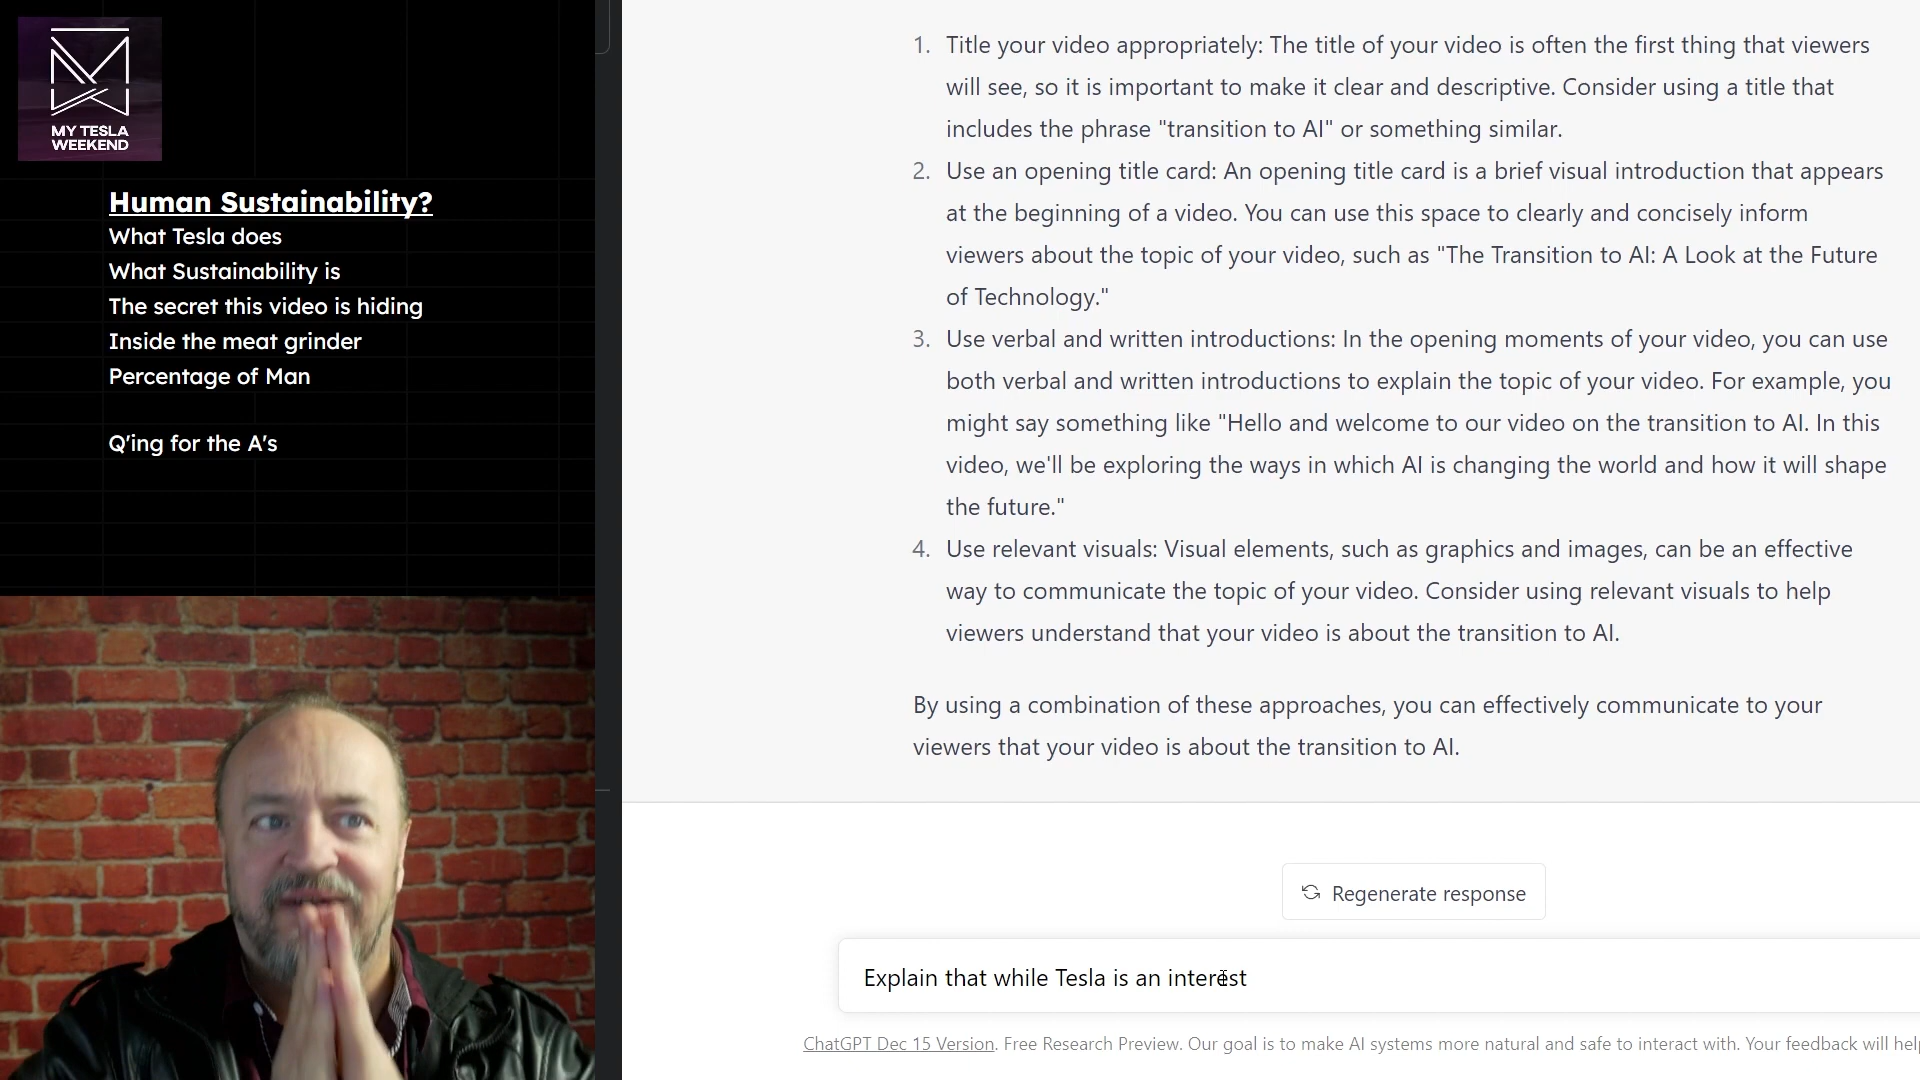 MY TESLA
WEEKEND
Human Sustainability?
What Tesla does
What Sustainability is
The secret this video is hiding
Inside the meat grinder
Percentage of Man
Q'ing for the A's
1. Title your video appropriately: The title of your video is often the first thing that viewers
will see, so it is important to make it clear and descriptive. Consider using a title that
includes the phrase "transition to AI" or something similar.
2. Use an opening title card: An opening title card is a brief visual introduction that appears
at the beginning of a video. You can use this space to clearly and concisely inform
viewers about the topic of your video, such as "The Transition to AI: A Look at the Future
of Technology."
3. Use verbal and written introductions: In the opening moments of your video, you can use
both verbal and written introductions to explain the topic of your video. For example, you
might say something like "Hello and welcome to our video on the transition to AI. In this
video, we'll be exploring the ways in which AI is changing the world and how it will shape
the future."
4. Use relevant visuals: Visual elements, such as graphics and images, can be an effective
way to communicate the topic of your video. Consider using relevant visuals to help
viewers understand that your video is about the transition to AI.
By using a combination of these approaches, you can effectively communicate to your
viewers that your video is about the transition to AI.
Regenerate response
Explain that while Tesla is an interest
ChatGPT Dec 15 Version. Free Research Preview. Our goal is to make AI systems more natural and safe to interact with. Your feedback will hel